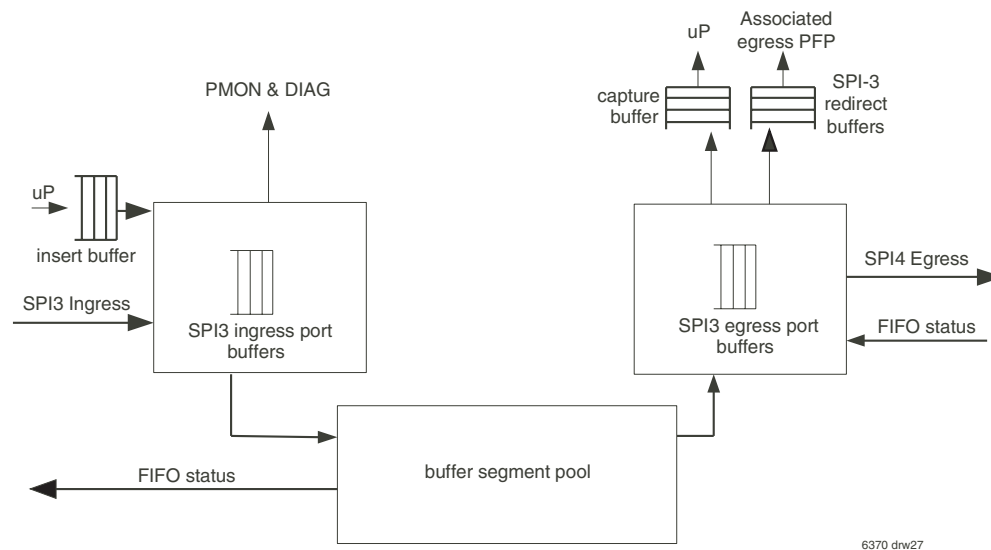 Associated
egress PFP
uP
SPI-3
redirect
buffers
capture
buffer
PMON & DIAG
uP
insert buffer
SPI3 Ingress
SPI3 ingress port
buffers
SPI4 Egress
SPI3 egress port
buffers
FIFO status
buffer segment pool
FIFO status
6370 drw27